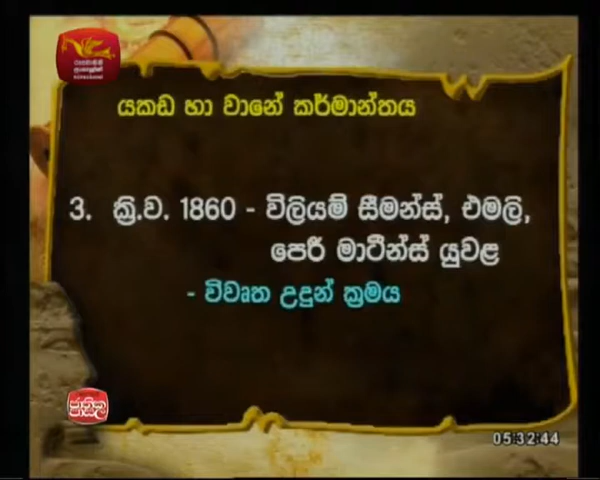 යකඩ හා වානේ කර්මාන්තය
3. ක්‍රි.ව. 1860 - විලියම් සීමන්ස්, එමලි,
පෙරී මාටීන්ස් යුවළ
- විවෘත උදුන් ක්‍රමය
05:32:44